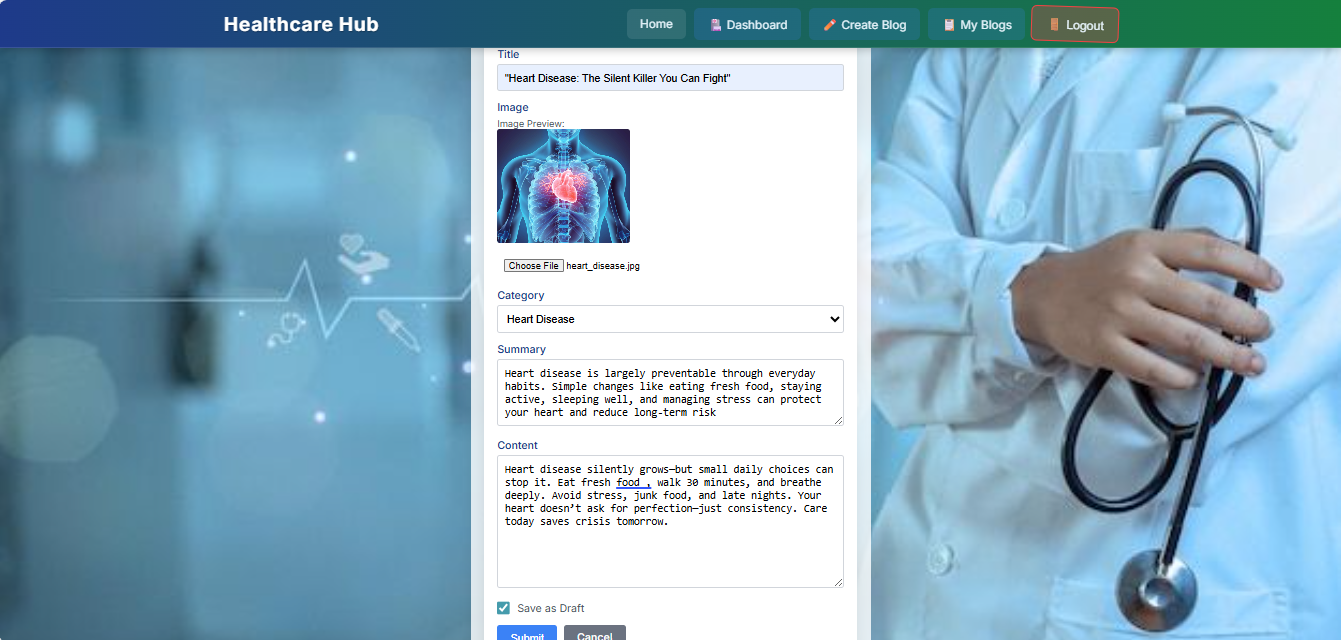 Healthcare Hub
Home
Dashboard
Create Blog
My Blogs
Logout
Title
"Heart Disease: The Silent Killer You Can Fight"
Image
Image Preview:
Choose File heart_disease.jpg
Category
Heart Disease
Summary
Heart disease is largely preventable through everyday
habits. Simple changes like eating fresh food, staying
active, sleeping well, and managing stress can protect
your heart and reduce long-term risk
Content
Heart disease silently grows—but small daily choices can
stop it. Eat fresh food , walk 30 minutes, and breathe
deeply. Avoid stress, junk food, and late nights. Your
heart doesn’t ask for perfection—just consistency. Care
today saves crisis tomorrow.
Save as Draft
Submit
Cancel